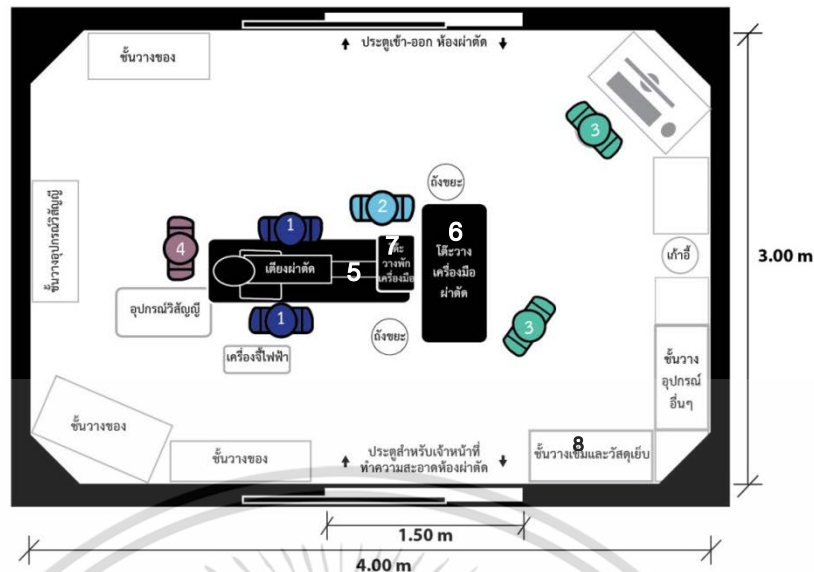 ประตูเข้า-ออก ห้องผ่าตัด
ชั้นวางของ
3
ถังขยะ
2
1
4
ชั้นวางอุปกรณ์วิสัญญี
6
7
โต๊ะ
วางพัก
เครื่องมือ
โต๊ะวาง
เครื่องมือ
ผ่าตัด
เก้าอี้
3.00 m
เตียงผ่าตัด
5
อุปกรณ์วิสัญญี
1
3
ถังขยะ
เครื่องจี้ไฟฟ้า
ชั้นวาง
อุปกรณ์
อื่นๆ
ชั้นวางของ
ชั้นวางของ
ประตูสำหรับเจ้าหน้าที่
ทำความสะอาดห้องผ่าตัด
8
ชั้นวางเข็มและวัสดุเย็บ
1.50 m
4.00 m